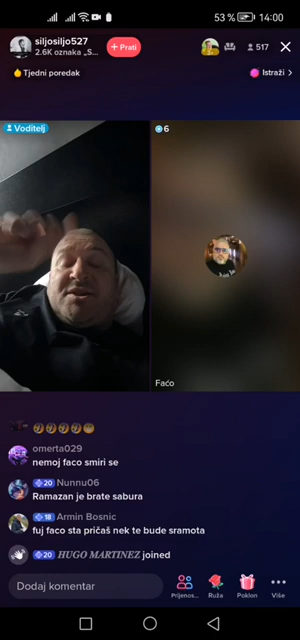 53 % 14:00
siljosiljo527
2.6K oznaka „S...
+ Prati
517
Tjedni poredak
Istraži >
Voditelj
6
Faćo
omerta029
nemoj faco smiri se
20 Nunnu06
Ramazan je brate sabura
18 Armin Bosnic
fuj faco sta pričaš nek te bude sramota
20 HUGO MARTINEZ joined
Dodaj komentar
Prijenos...
Ruža
Poklon
Više